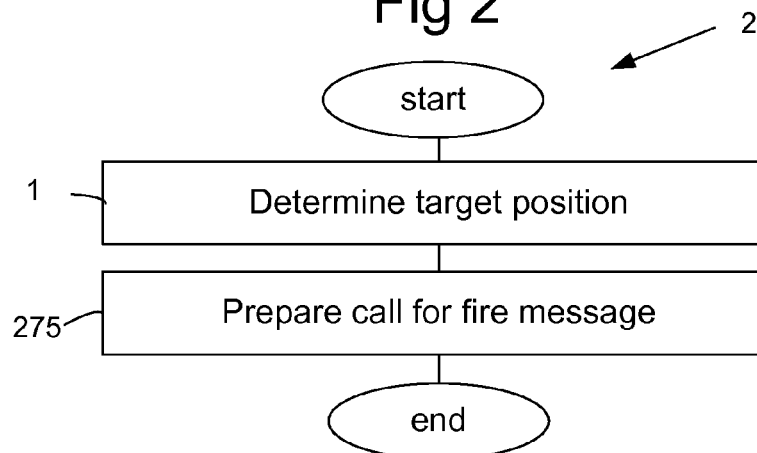 Fig 2
2
start
1
Determine target position
Prepare call for fire message
275
end